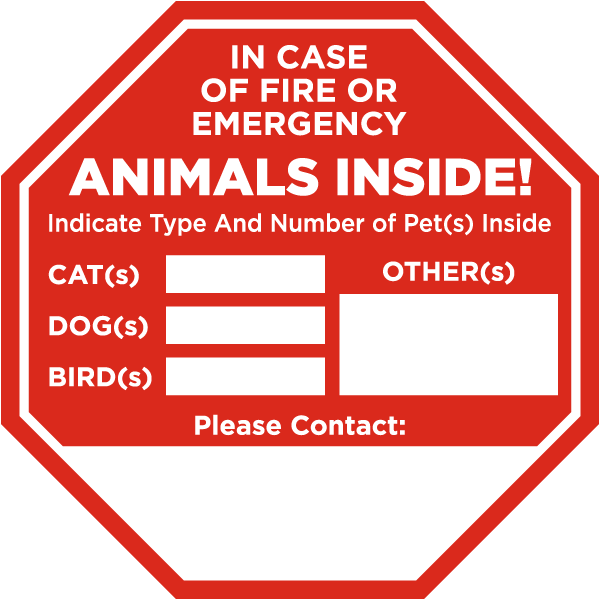 IN CASE
OF FIRE OR
EMERGENCY
ANIMALS INSIDE!
Indicate Type And Number of Pet(s) Inside
CAT(s)
DOG(s)
BIRD(s)
OTHER(s)
Please Contact: